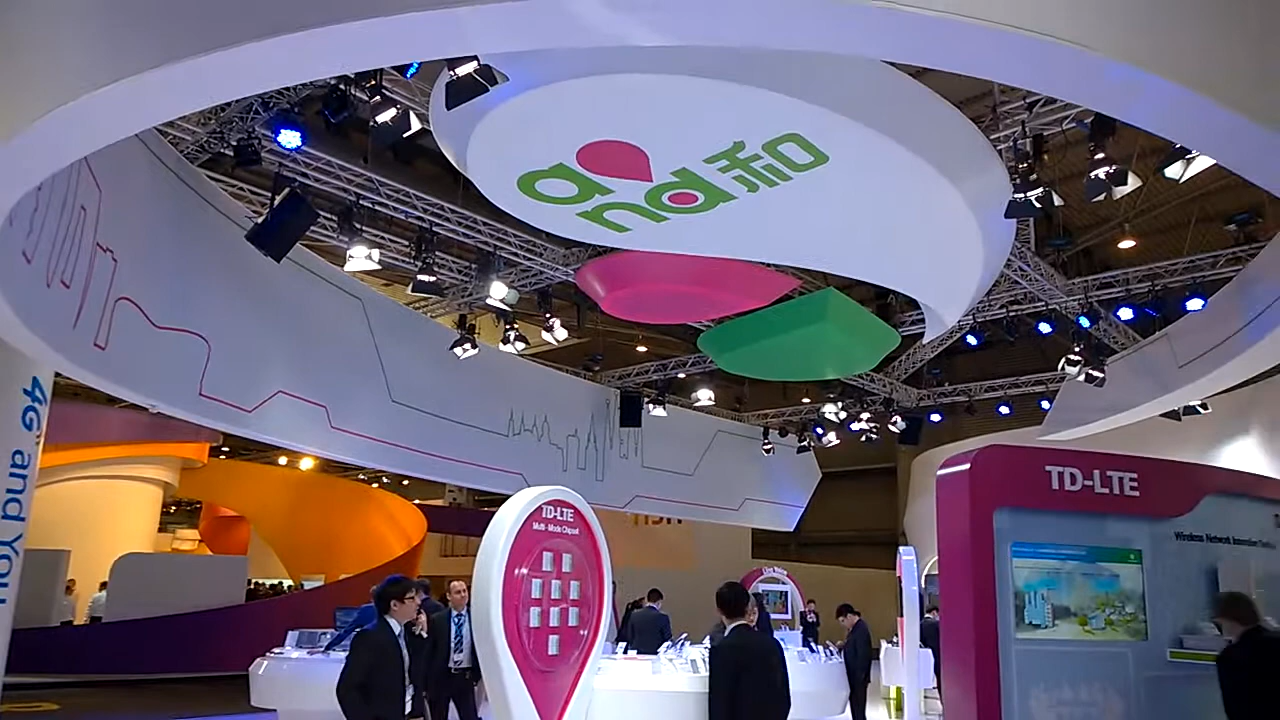 and和
4G and You
TD-LTE
Multi-Mode Chipset
TD-LTE
Wireless Network Innovation